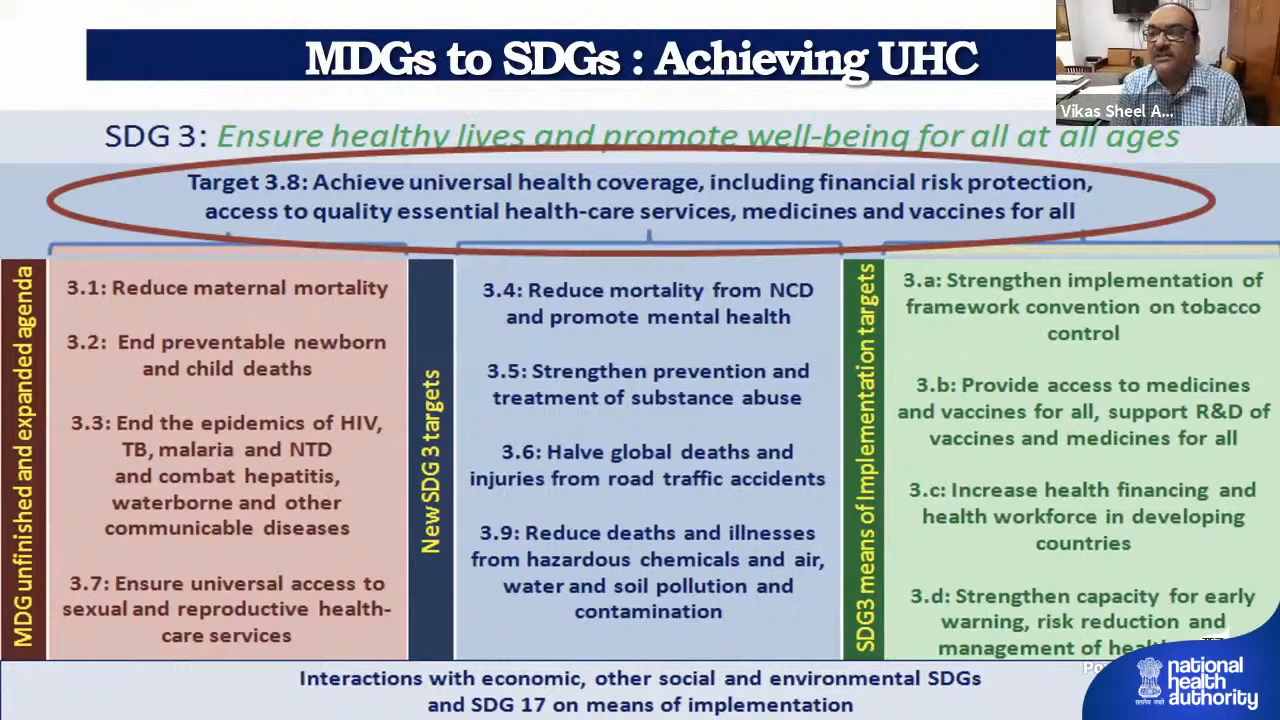 MDGs to SDGs : Achieving UHC
Vikas Sheel A...
SDG 3: Ensure healthy lives and promote well-being for all at all ages
Target 3.8: Achieve universal health coverage, including financial risk protection,
access to quality essential health-care services, medicines and vaccines for all
MDG unfinished and expanded agenda
3.1: Reduce maternal mortality
3.2: End preventable newborn
and child deaths
3.3: End the epidemics of HIV,
TB, malaria and NTD
and combat hepatitis,
waterborne and other
communicable diseases
3.7: Ensure universal access to
sexual and reproductive health-
care services
New SDG 3 targets
3.4: Reduce mortality from NCD
and promote mental health
3.5: Strengthen prevention and
treatment of substance abuse
3.6: Halve global deaths and
injuries from road traffic accidents
3.9: Reduce deaths and illnesses
from hazardous chemicals and air,
water and soil pollution and
contamination
SDG3 means of Implementation targets
3.a: Strengthen implementation of
framework convention on tobacco
control
3.b: Provide access to medicines
and vaccines for all, support R&D of
vaccines and medicines for all
3.c: Increase health financing and
health workforce in developing
countries
3.d: Strengthen capacity for early
warning, risk reduction and
management of
national
health
authority
सत्यमेव जयते
Interactions with economic, other social and environmental SDGs
and SDG 17 on means of implementation